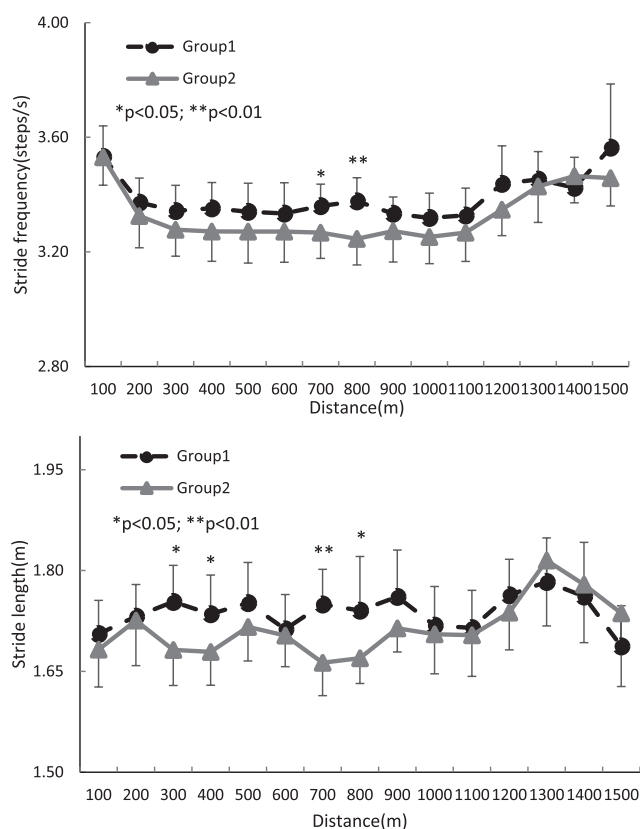 4.00
Group1
Group2
*p<0.05; **p<0.01
3.60
*
**
3.20
2.80
Stride frequency(steps/s)
100 200 300 400 500 600 700 800 900 1000 1100 1200 1300 1400 1500
Distance(m)
1.95
Group1
Group2
*p<0.05; **p<0.01
*
*
**
*
1.80
1.65
1.50
Stride length(m)
100 200 300 400 500 600 700 800 900 1000 1100 1200 1300 1400 1500
Distance(m)